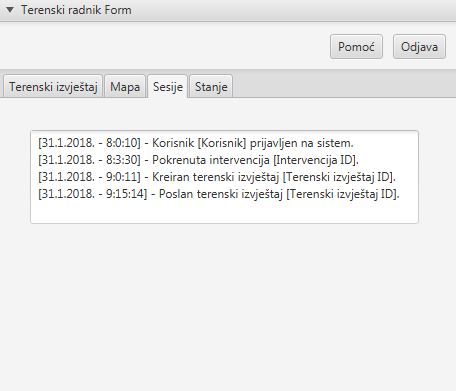 Terenski radnik Form
Pomoć Odjava
Terenski izvještaj Mapa Sesije Stanje
[31.1.2018. - 8:0:10] - Korisnik [Korisnik] prijavljen na sistem.
[31.1.2018. - 8:3:30] - Pokrenuta intervencija [Intervencija ID].
[31.1.2018. - 9:0:11] - Kreiran terenski izvještaj [Terenski izvještaj ID].
[31.1.2018. - 9:15:14] - Poslan terenski izvještaj [Terenski izvještaj ID].